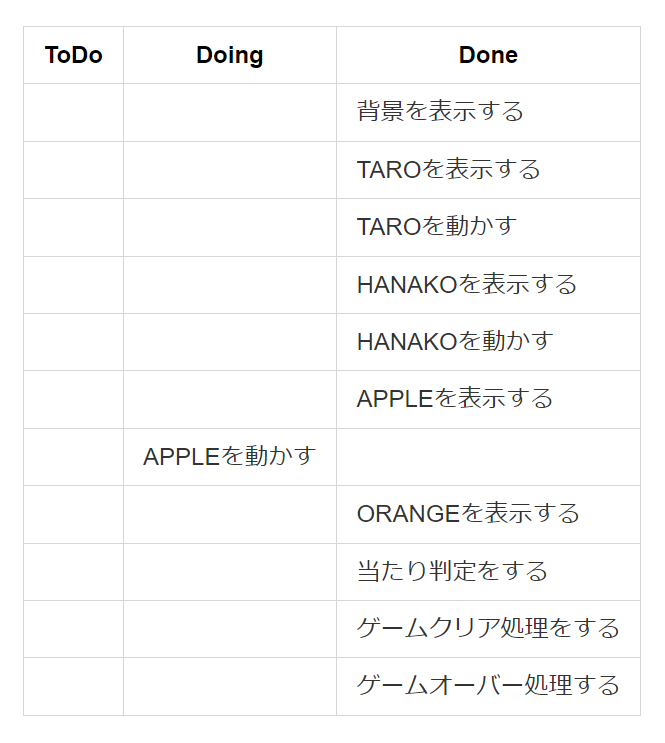 ToDo Doing Done
背景を表示する
TAROを表示する
TAROを動かす
HANAKOを表示する
HANAKOを動かす
APPLEを表示する
APPLEを動かす
ORANGEを表示する
当たり判定をする
ゲームクリア処理をする
ゲームオーバー処理する